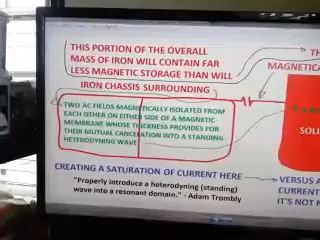 THIS PORTION OF THE OVERALL
MASS OF IRON WILL CONTAIN FAR
LESS MAGNETIC STORAGE THAN WILL
IRON CHASSIS SURROUNDING
TH
MAGNETICA
TWO AC FIELDS MAGNETICALLY ISOLATED FROM
EACH OTHER ON EITHER SIDE OF A MAGNETIC
MEMBRANE WHOSE THICKNESS PROVIDES FOR
THEIR MUTUAL CANCELATION INTO A STANDING
HETERODYNING WAVE
SOLI
CREATING A SATURATION OF CURRENT HERE
"Properly introduce a heterodyning (standing)
wave into a resonant domain." - Adam Trombly
VERSUS A
CURRENT
IT'S NOT